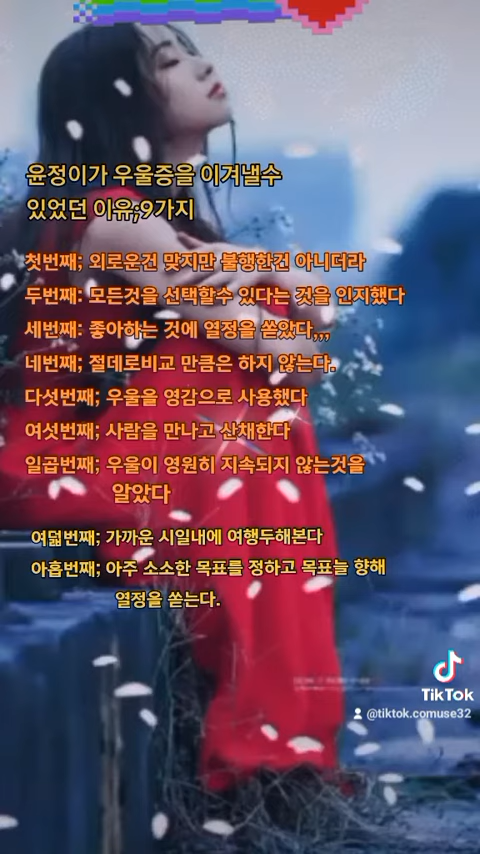 윤정이가 우울증을 이겨낼수
있었던 이유;9가지
첫번째; 외로운건 맞지만 불행한건 아니더라
두번째: 모든것을 선택할수 있다는 것을 인지했다
세번째: 좋아하는 것에 열정을 쏟았다,,,
네번째; 절데로비교 만큼은 하지 않는다.
다섯번째; 우울을 영감으로 사용했다
여섯번째; 사람을 만나고 산채한다
일곱번째; 우울이 영원히 지속되지 않는것을
알았다
여덟번째; 가까운 시일내에 여행두해본다
아홉번째; 아주 소소한 목표를 정하고 목표늘 향해
열정을 쏟는다.
TikTok
@tiktok.comuse32